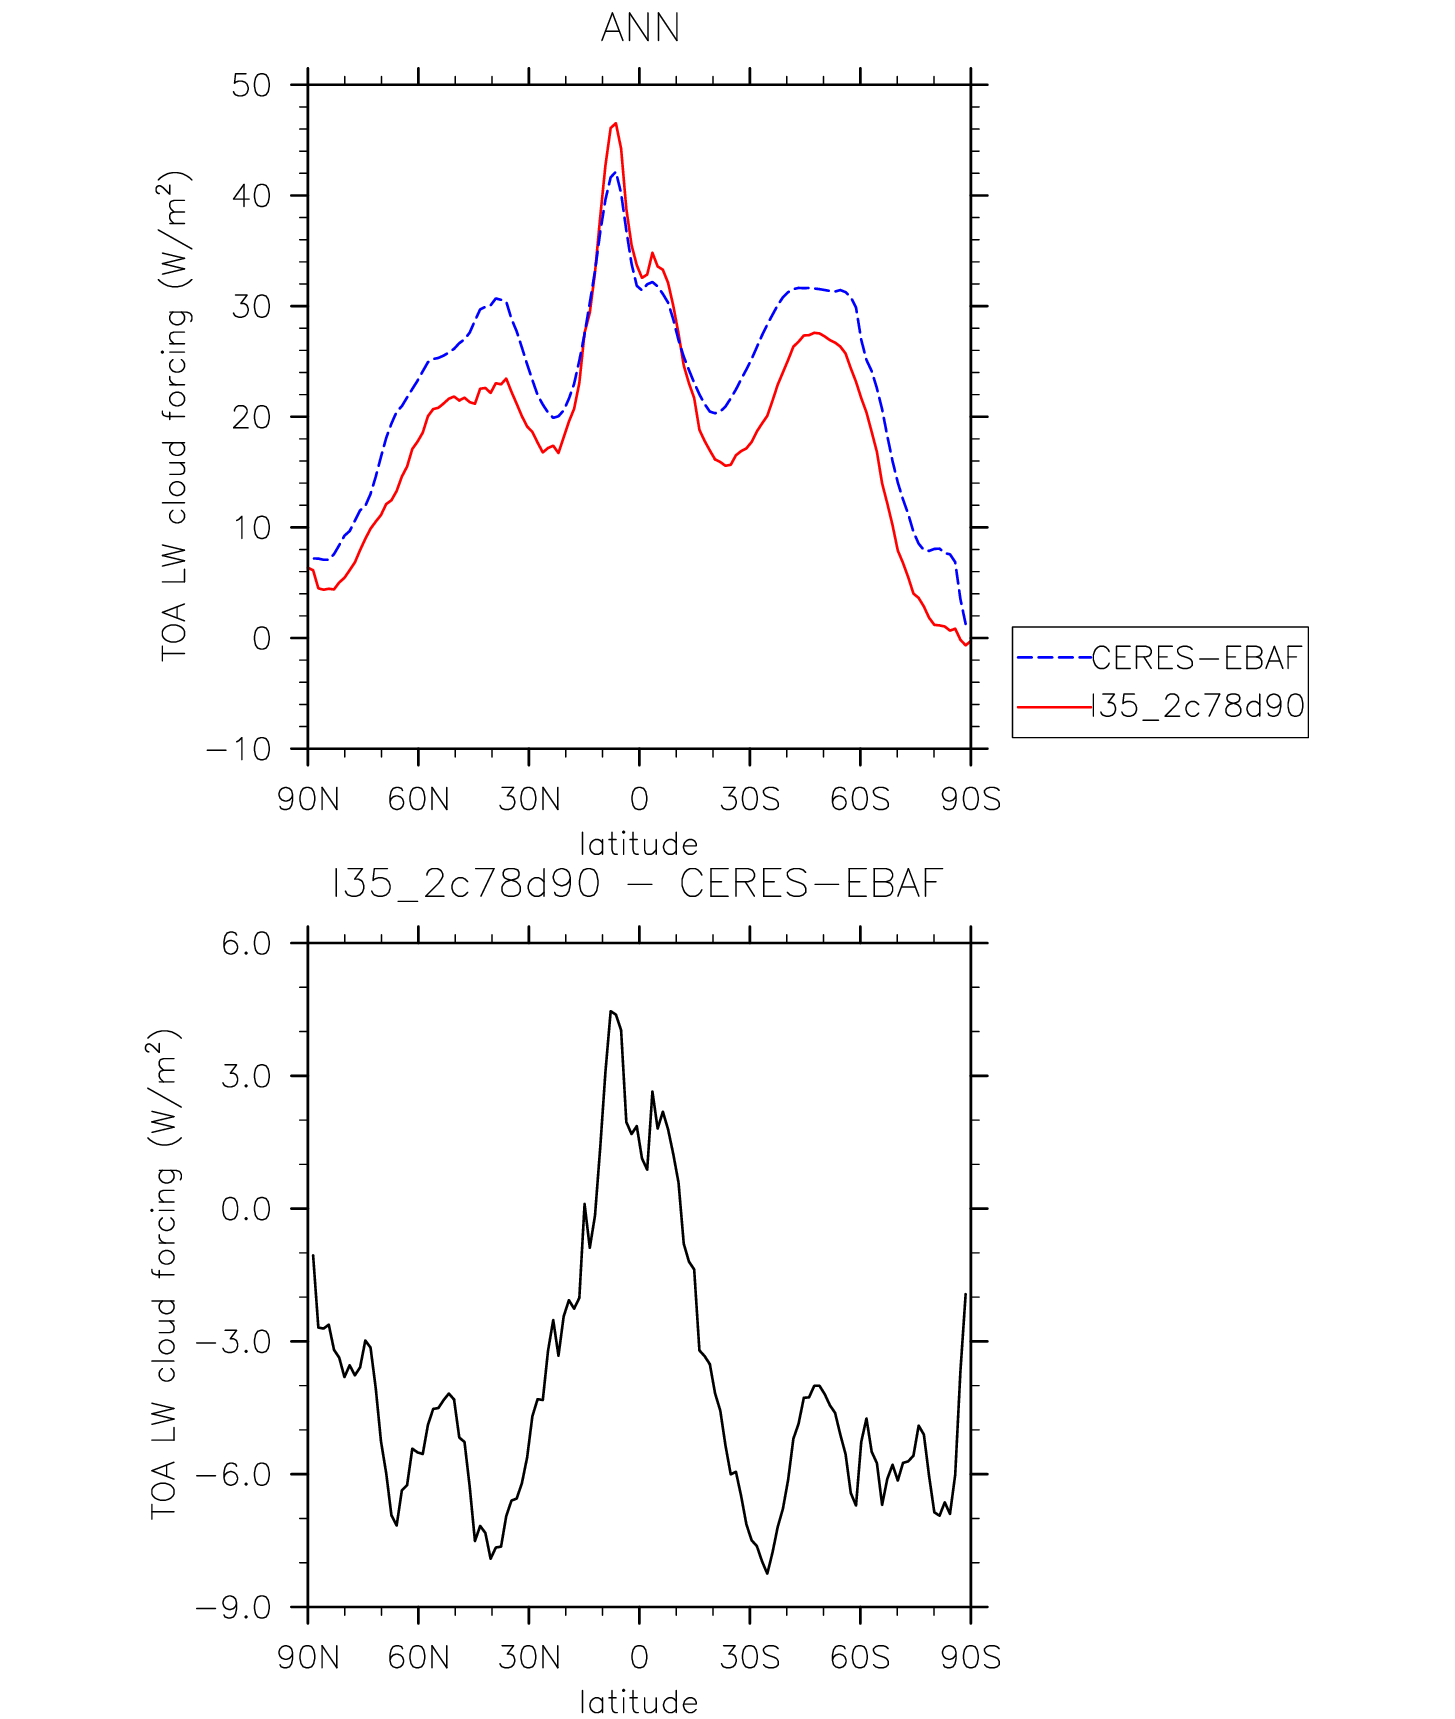 ANN
TOA LW cloud forcing (W/m²)
50
40
30
20
10
0
−10
90N 60N 30N 0 30S 60S 90S
latitude
CERES−EBAF
I35_2c78d90
I35_2c78d90 − CERES−EBAF
TOA LW cloud forcing (W/m²)
6.0
3.0
0.0
−3.0
−6.0
−9.0
90N 60N 30N 0 30S 60S 90S
latitude